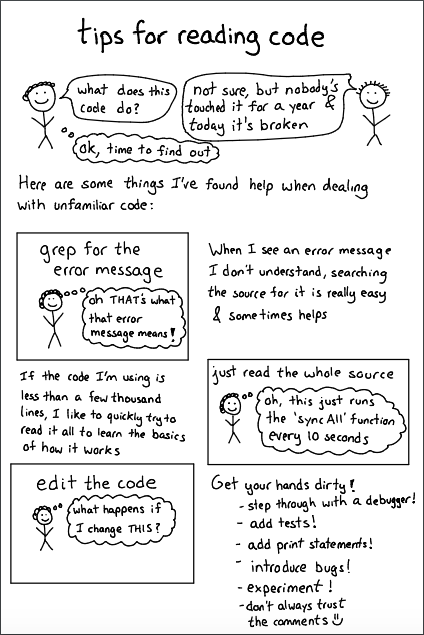 tips for reading code
what does this
code do?
not sure, but nobody's
touched it for a year &
today it's broken
ok, time to find out
Here are some things I've found help when dealing
with unfamiliar code:
grep for the
error message
oh THAT's what
that error
message means!
When I see an error message
I don't understand, searching
the source for it is really easy
& sometimes helps
If the code I'm using is
less than a few thousand
lines, I like to quickly try to
read it all to learn the basics
of how it works
just read the whole source
oh, this just runs
the 'sync All' function
every 10 seconds
edit the code
what happens if
I change THIS?
Get your hands dirty!
- step through with a debugger!
- add tests!
- add print statements!
- introduce bugs!
- experiment!
- don't always trust
the comments